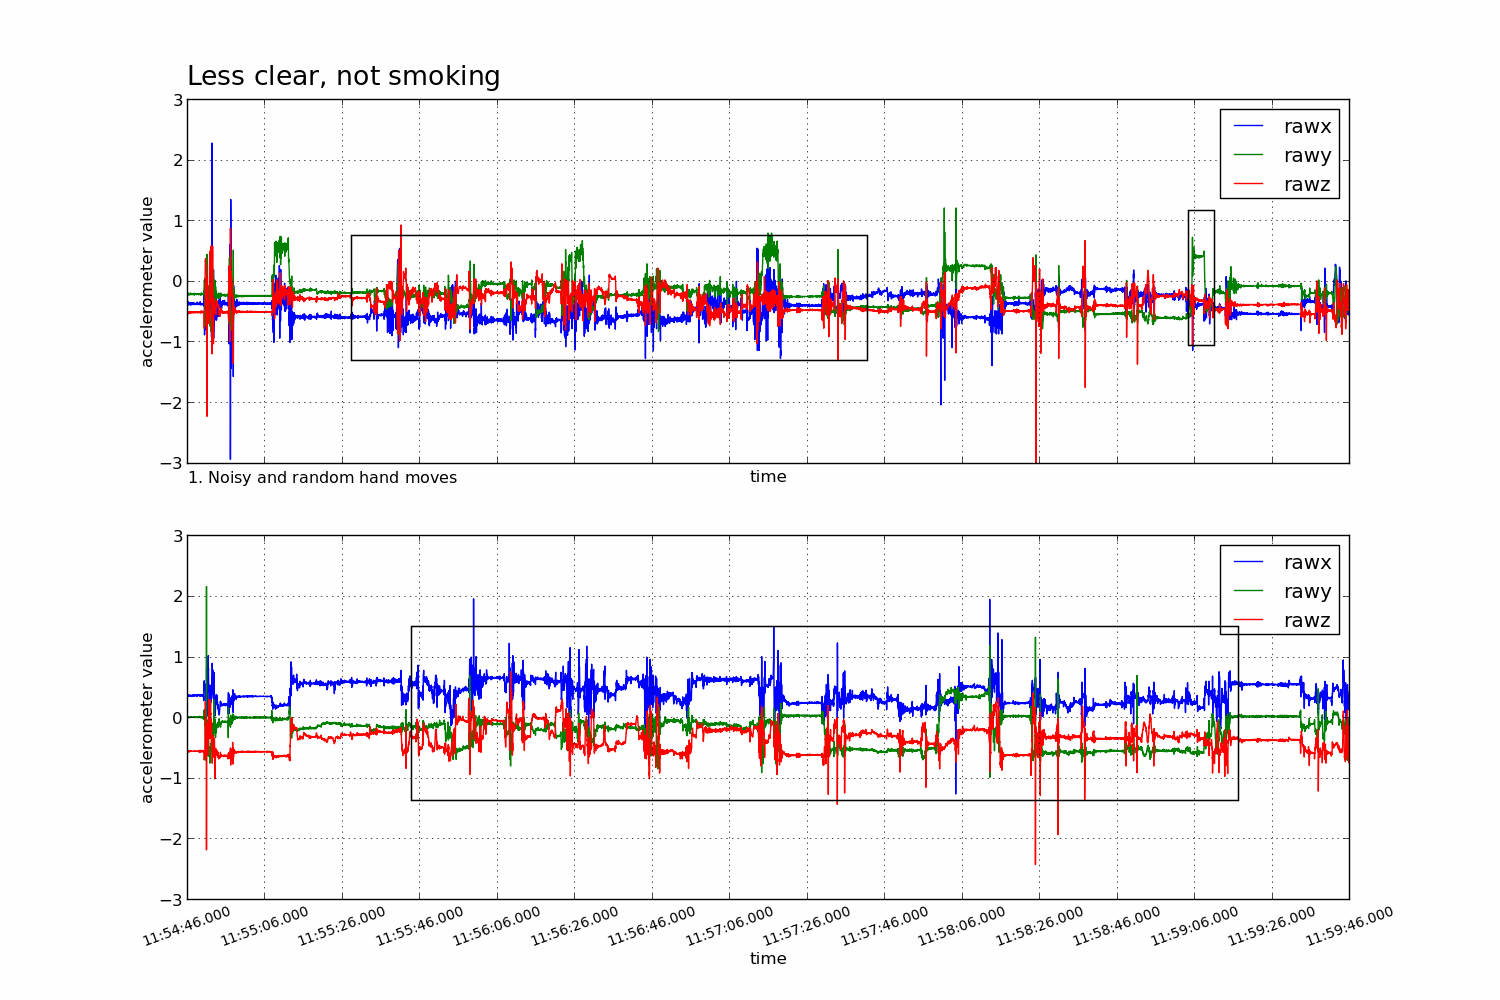 Less clear, not smoking
3
2
1
0
−1
−2
−3
accelerometer value
rawx
rawy
rawz
1. Noisy and random hand moves
time
3
2
1
0
−1
−2
−3
accelerometer value
rawx
rawy
rawz
11:54:46.000
11:55:06.000
11:55:26.000
11:55:46.000
11:56:06.000
11:56:26.000
11:56:46.000
11:57:06.000
11:57:26.000
11:57:46.000
11:58:06.000
11:58:26.000
11:58:46.000
11:59:06.000
11:59:26.000
11:59:46.000
time